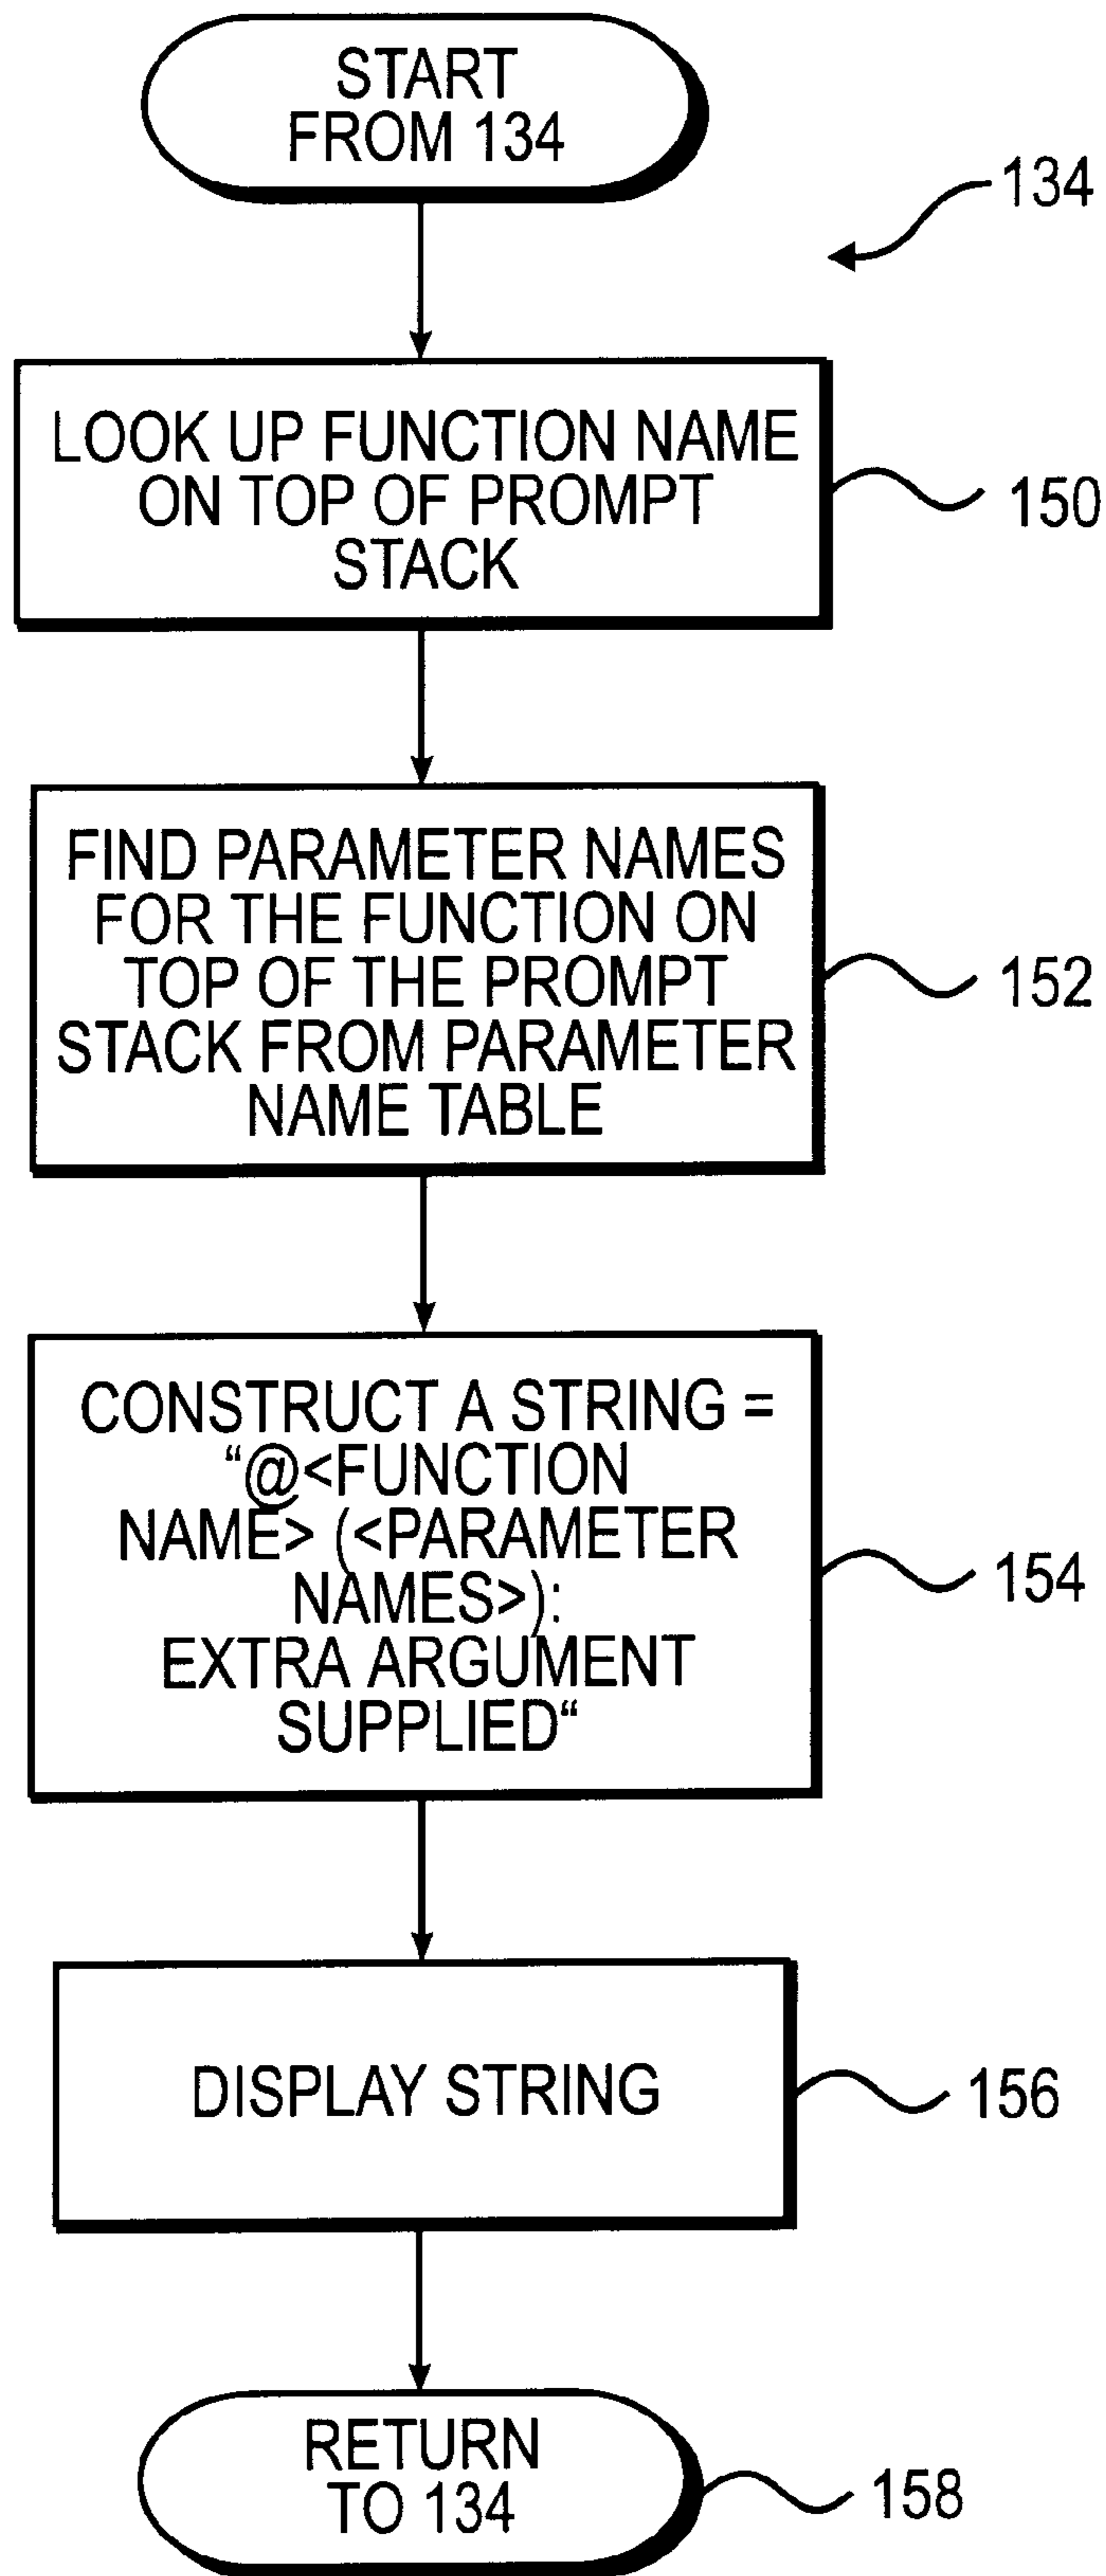 START
FROM 134
134
LOOK UP FUNCTION NAME
ON TOP OF PROMPT
STACK
150
FIND PARAMETER NAMES
FOR THE FUNCTION ON
TOP OF THE PROMPT
STACK FROM PARAMETER
NAME TABLE
152
CONSTRUCT A STRING =
“@<FUNCTION
NAME> (<PARAMETER
NAMES>):
EXTRA ARGUMENT
SUPPLIED“
154
DISPLAY STRING
156
RETURN
TO 134
158